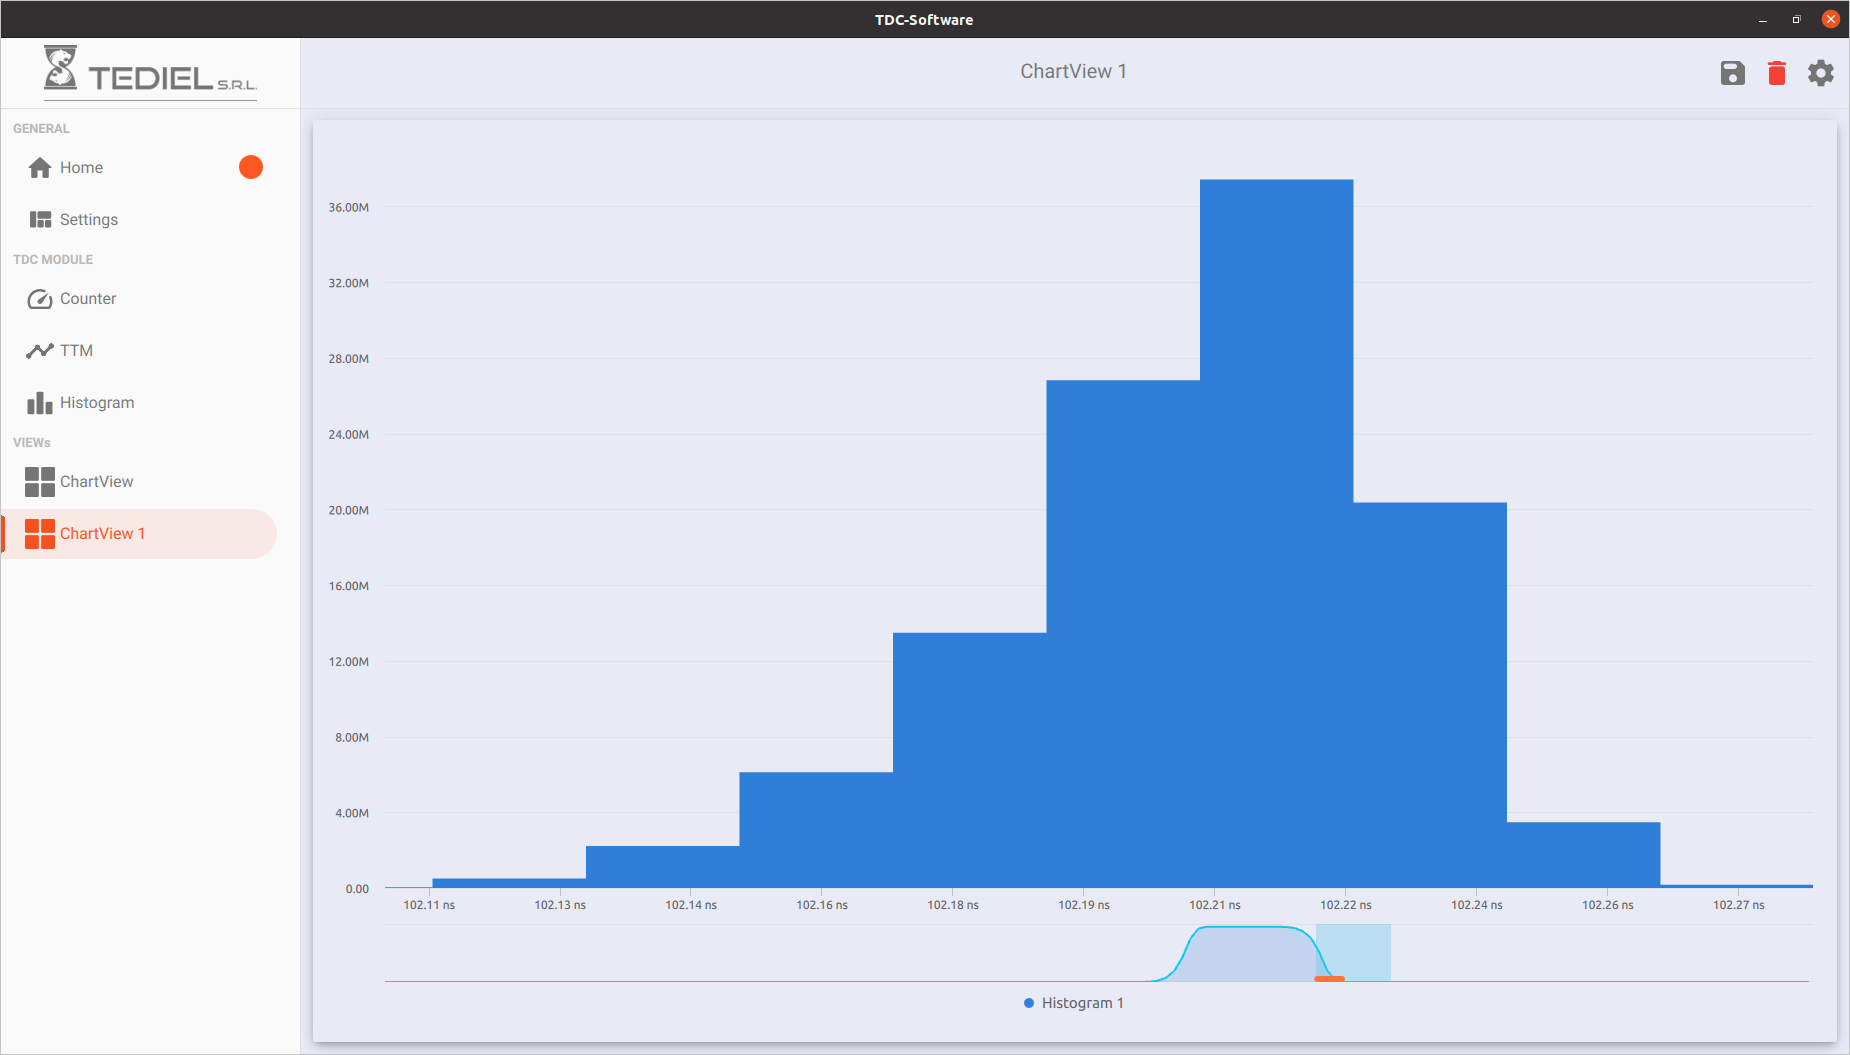 TDC-Software
TEDIEL S.R.L.
ChartView 1
GENERAL
Home
Settings
TDC MODULE
Counter
TTM
Histogram
VIEWs
ChartView
ChartView 1
36.00M
32.00M
28.00M
24.00M
20.00M
16.00M
12.00M
8.00M
4.00M
0.00
102.11 ns 102.13 ns 102.14 ns 102.16 ns 102.18 ns 102.19 ns 102.21 ns 102.22 ns 102.24 ns 102.26 ns 102.27 ns
Histogram 1